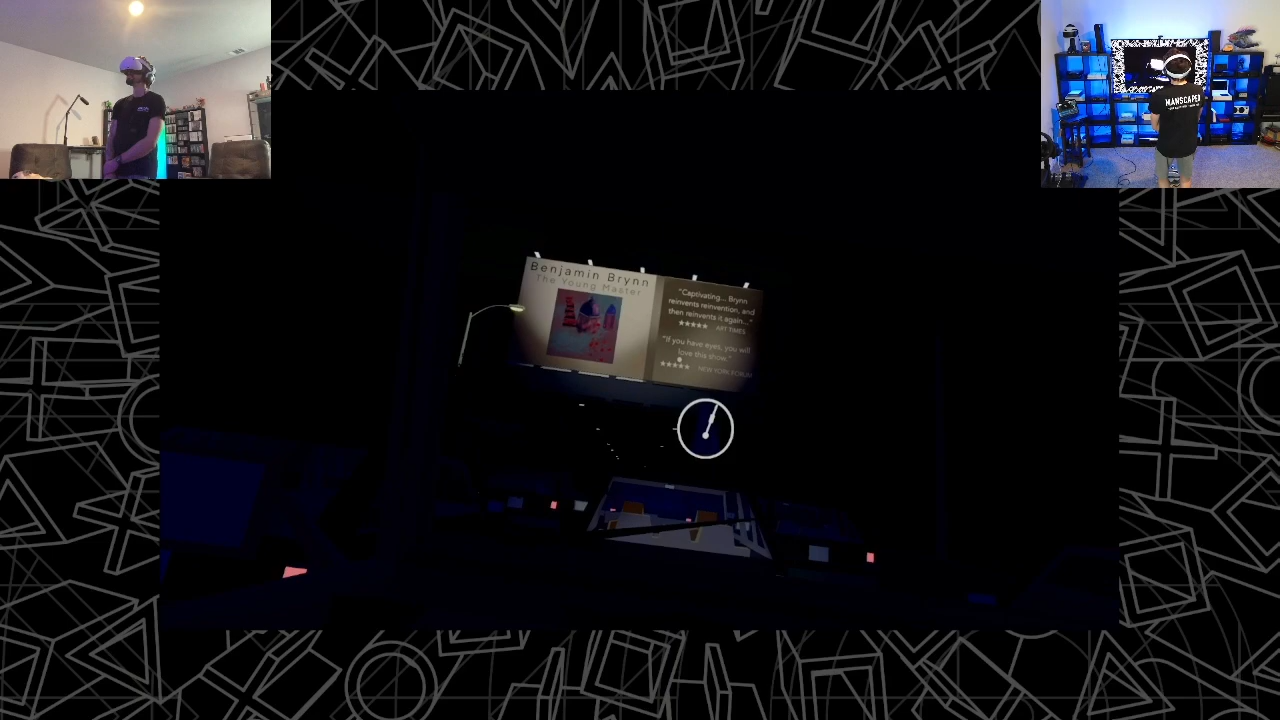 MANSCAPED
Benjamin Brynn
The Young Master
"Captivating... Brynn
reinvents reinvention, and
then reinvents it again..."
★★★★★ ART TIMES
"If you have eyes, you will
love this show."
★★★★★ NEW YORK FORUM